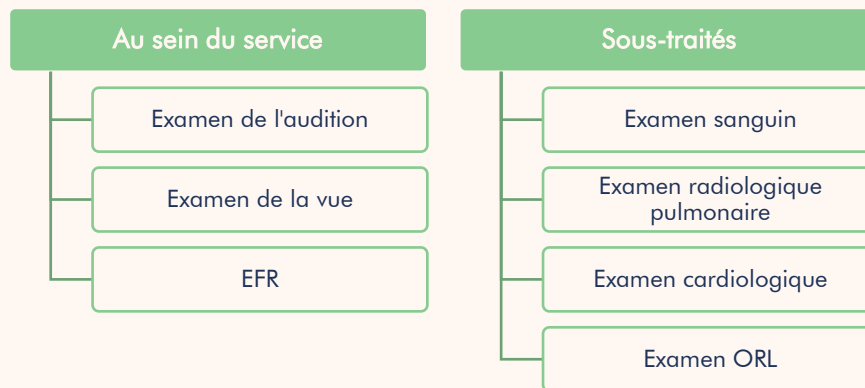 Au sein du service
Examen de l'audition
Examen de la vue
EFR
Sous-traités
Examen sanguin
Examen radiologique
pulmonaire
Examen cardiologique
Examen ORL